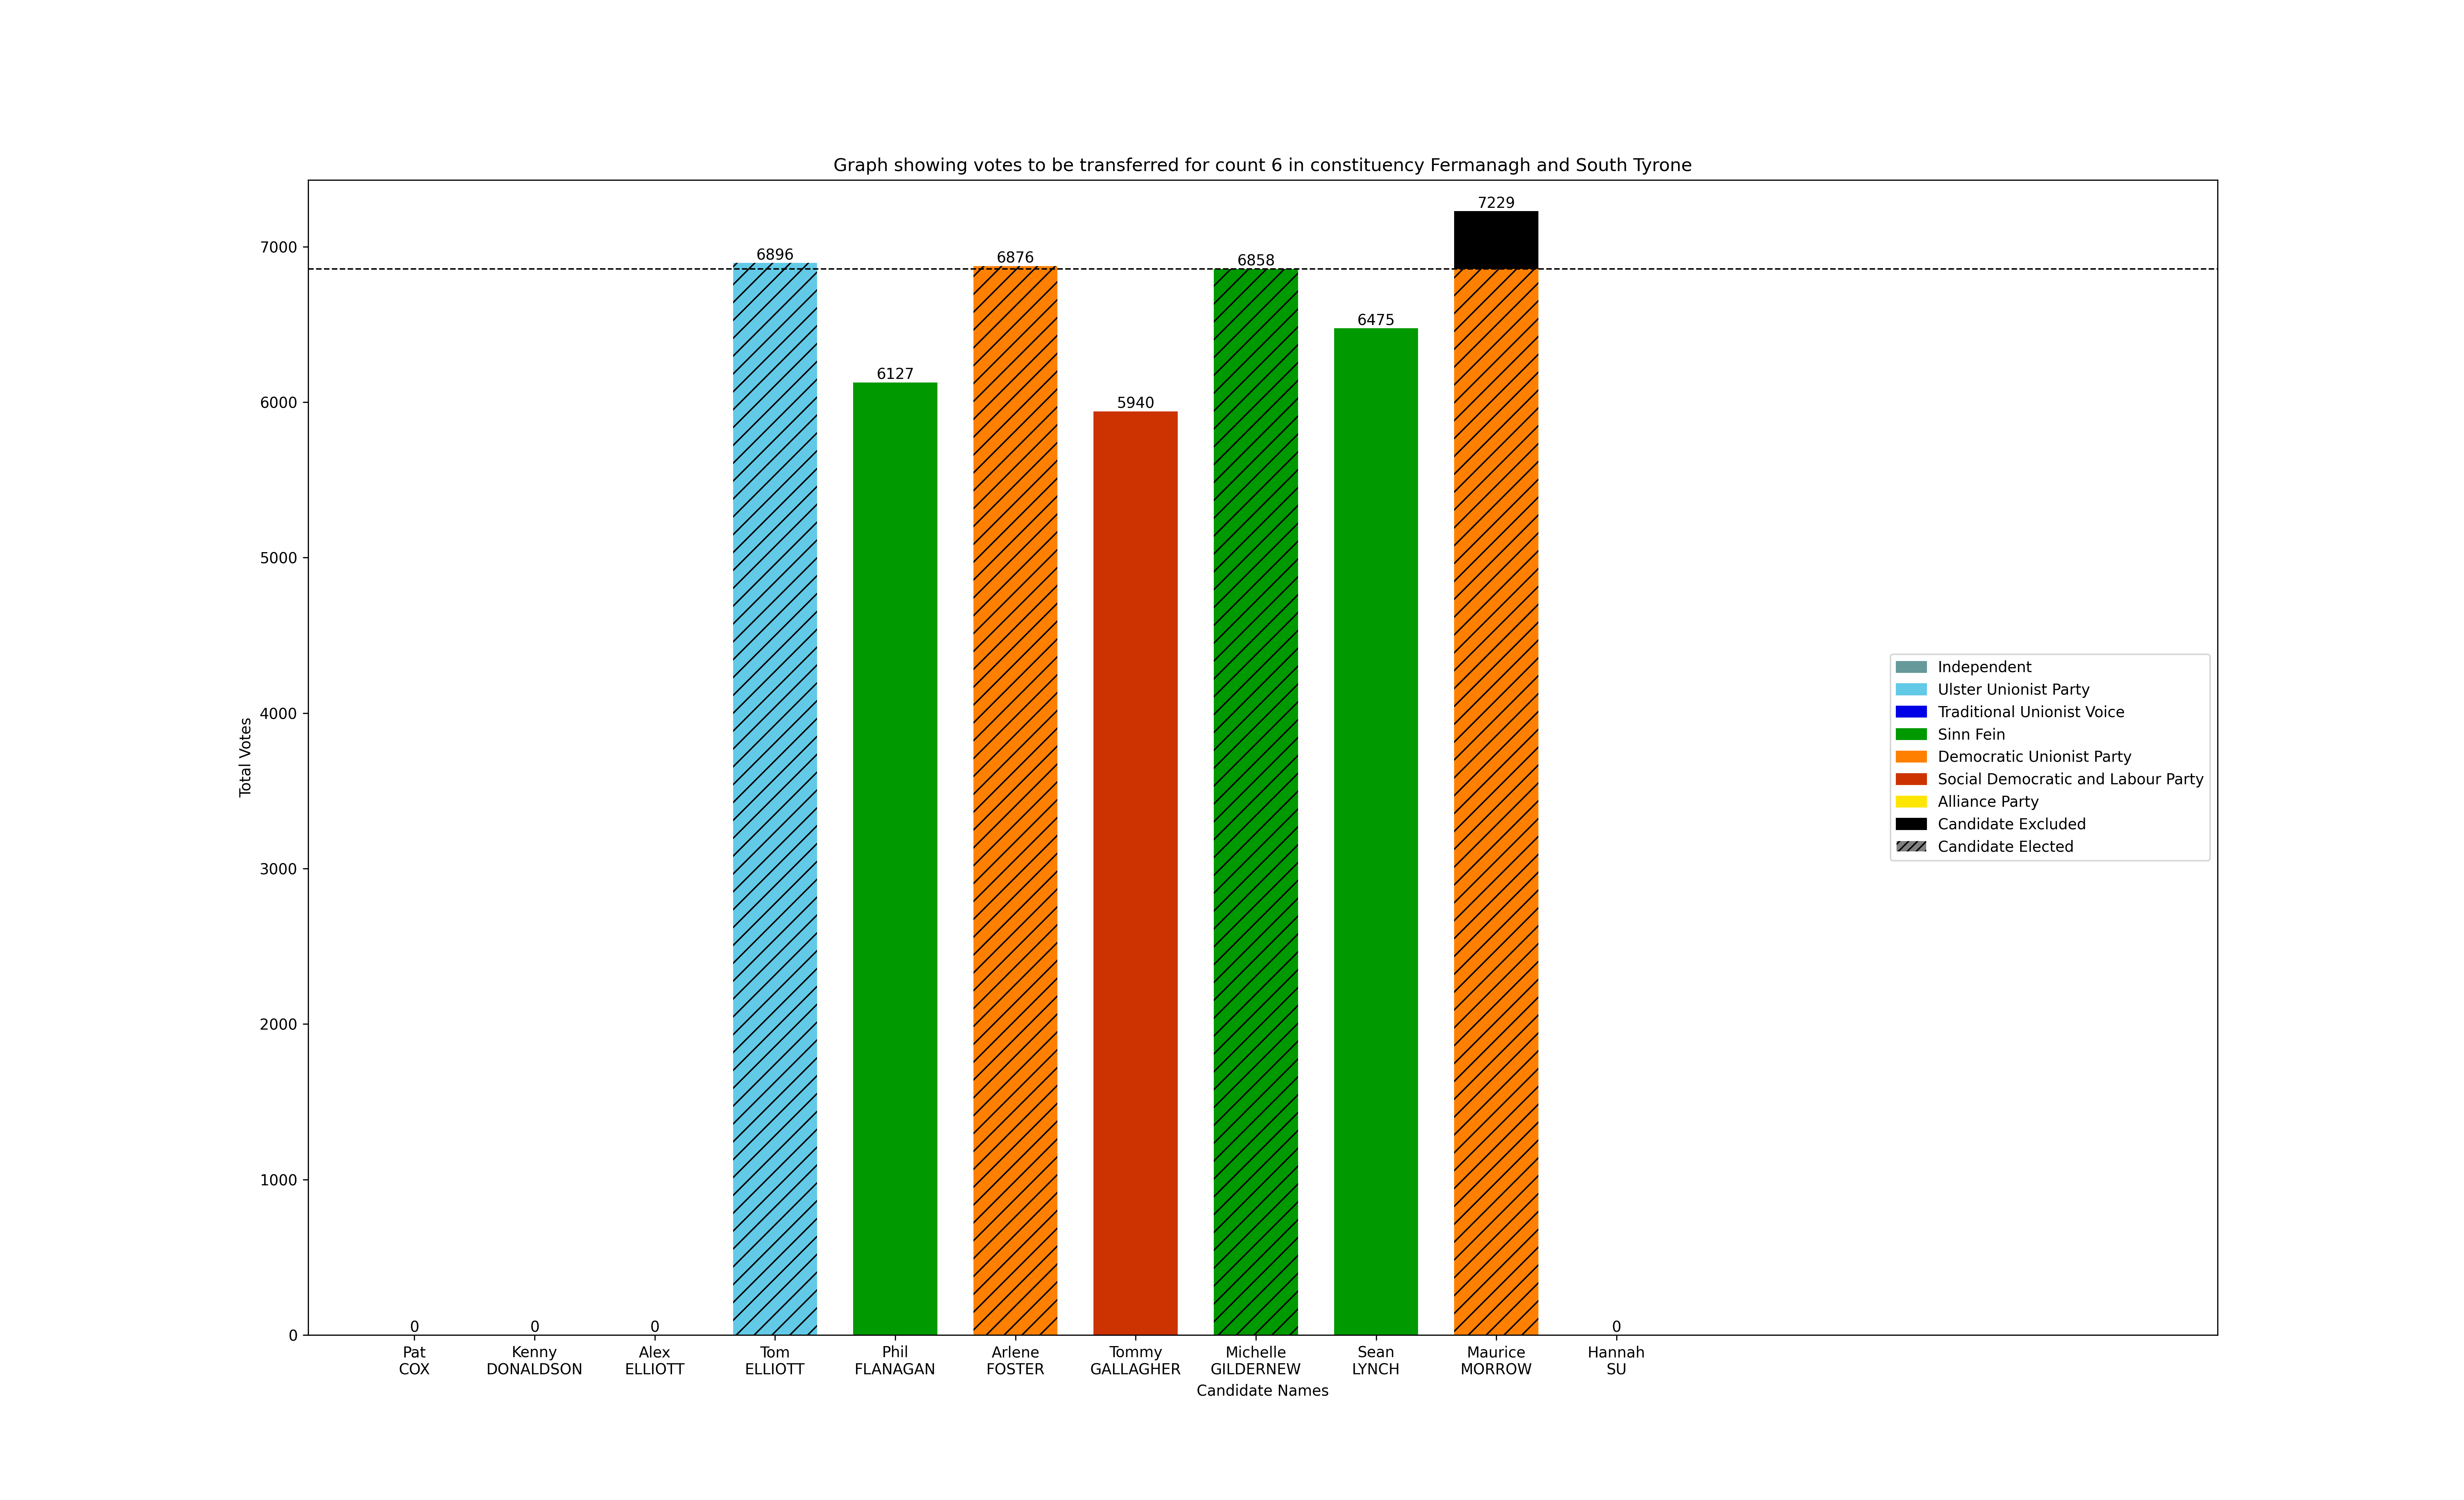 Graph showing votes to be transferred for count 6 in constituency Fermanagh and South Tyrone
7229
6896
6876
6858
6475
6127
5940
0
0
0
0
7000
6000
5000
4000
3000
2000
1000
0
Total Votes
Independent
Ulster Unionist Party
Traditional Unionist Voice
Sinn Fein
Democratic Unionist Party
Social Democratic and Labour Party
Alliance Party
Candidate Excluded
Candidate Elected
Pat
COX
Kenny
DONALDSON
Alex
ELLIOTT
Tom
ELLIOTT
Phil
FLANAGAN
Arlene
FOSTER
Tommy
GALLAGHER
Michelle
GILDERNEW
Sean
LYNCH
Maurice
MORROW
Hannah
SU
Candidate Names